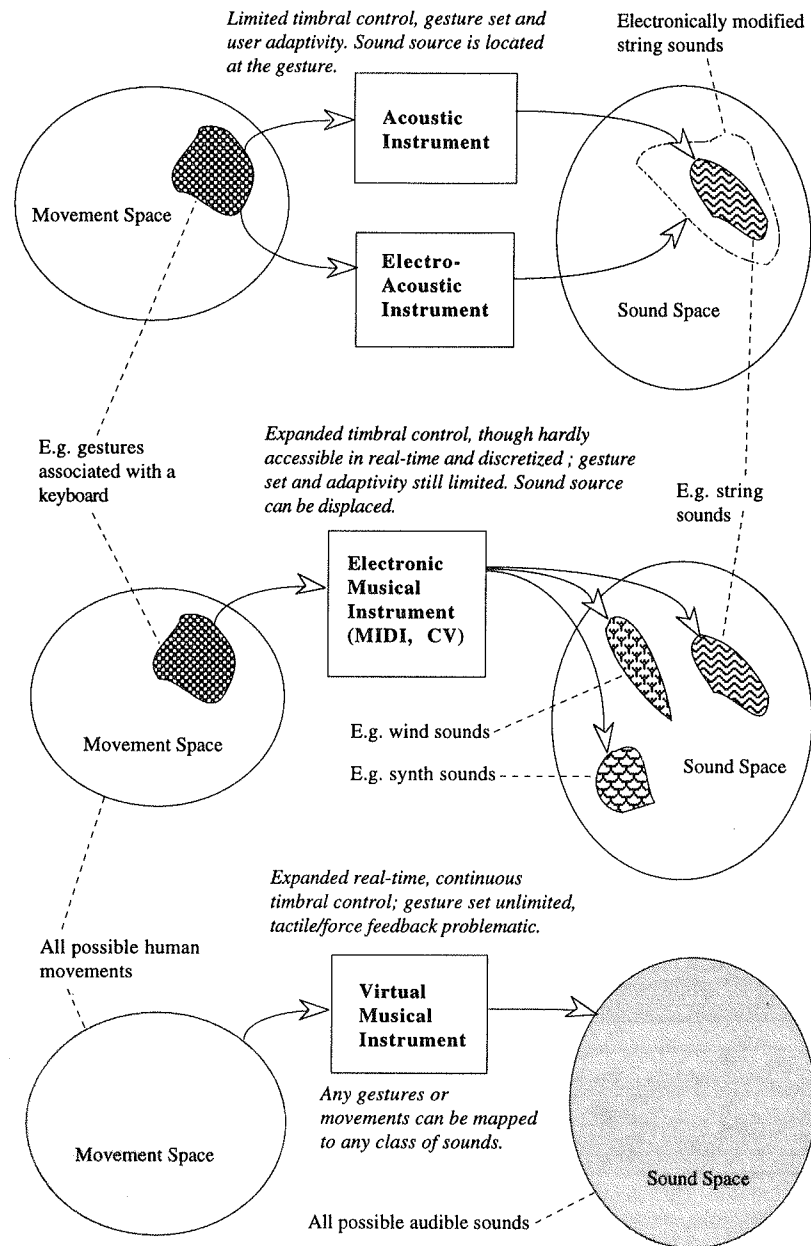 Limited timbral control, gesture set and
user adaptivity. Sound source is located
at the gesture.
Electronically modified
string sounds
Acoustic
Instrument
Movement Space
Electro-
Acoustic
Instrument
Sound Space
E.g. gestures
associated with a
keyboard
Expanded timbral control, though hardly
accessible in real-time and discretized ; gesture
set and adaptivity still limited. Sound source
can be displaced.
E.g. string
sounds
Electronic
Musical
Instrument
(MIDI, CV)
Movement Space
E.g. wind sounds
E.g. synth sounds
Sound Space
Expanded real-time, continuous
timbral control; gesture set unlimited,
tactile/force feedback problematic.
All possible human
movements
Virtual
Musical
Instrument
Any gestures or
movements can be mapped
to any class of sounds.
Movement Space
Sound Space
All possible audible sounds